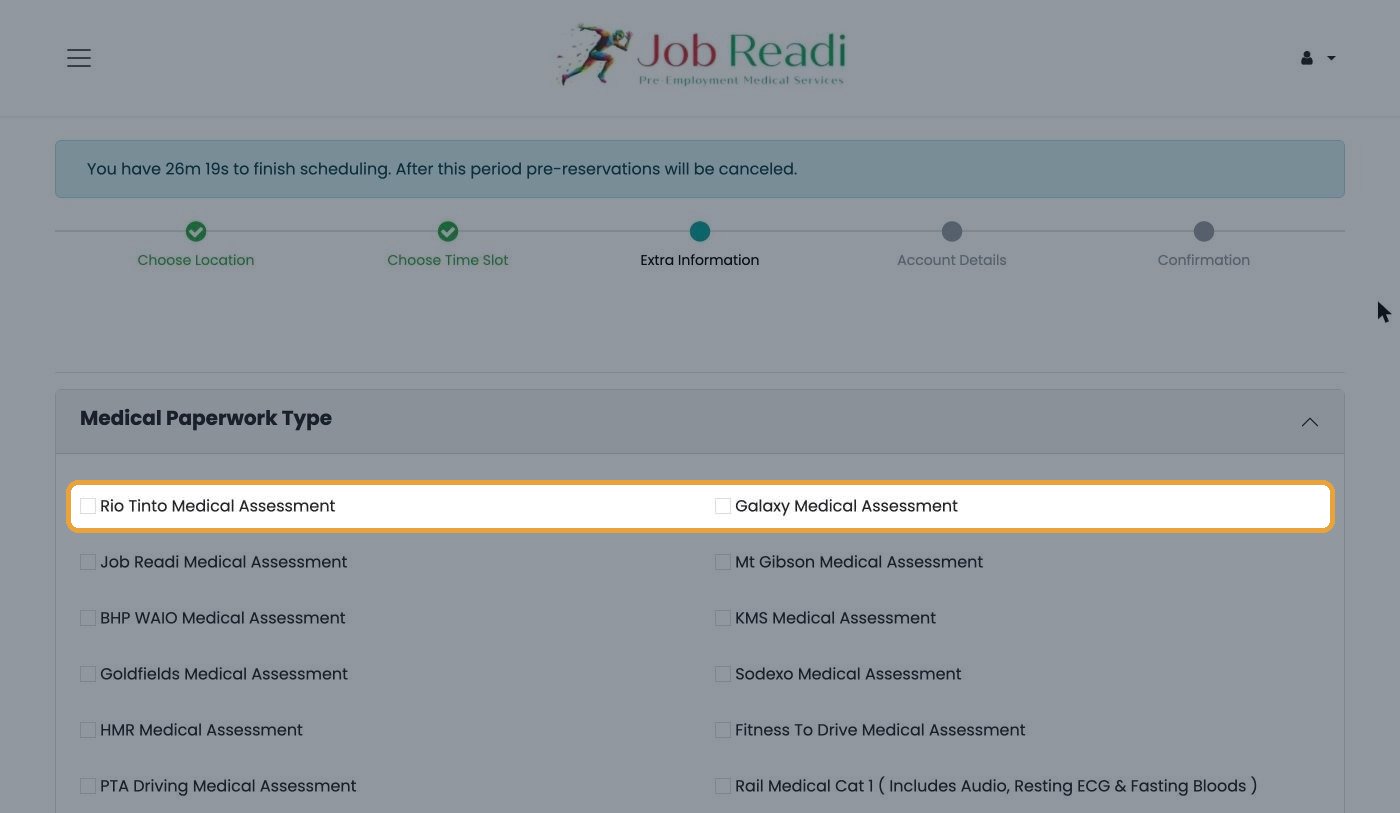 Job Readi
Pre-Employment Medical Services
You have 26m 19s to finish scheduling. After this period pre-reservations will be canceled.
Choose Location
Choose Time Slot
Extra Information
Account Details
Confirmation
Medical Paperwork Type
Rio Tinto Medical Assessment
Galaxy Medical Assessment
Job Readi Medical Assessment
Mt Gibson Medical Assessment
BHP WAIO Medical Assessment
KMS Medical Assessment
Goldfields Medical Assessment
Sodexo Medical Assessment
HMR Medical Assessment
Fitness To Drive Medical Assessment
PTA Driving Medical Assessment
Rail Medical Cat 1 ( Includes Audio, Resting ECG & Fasting Bloods )